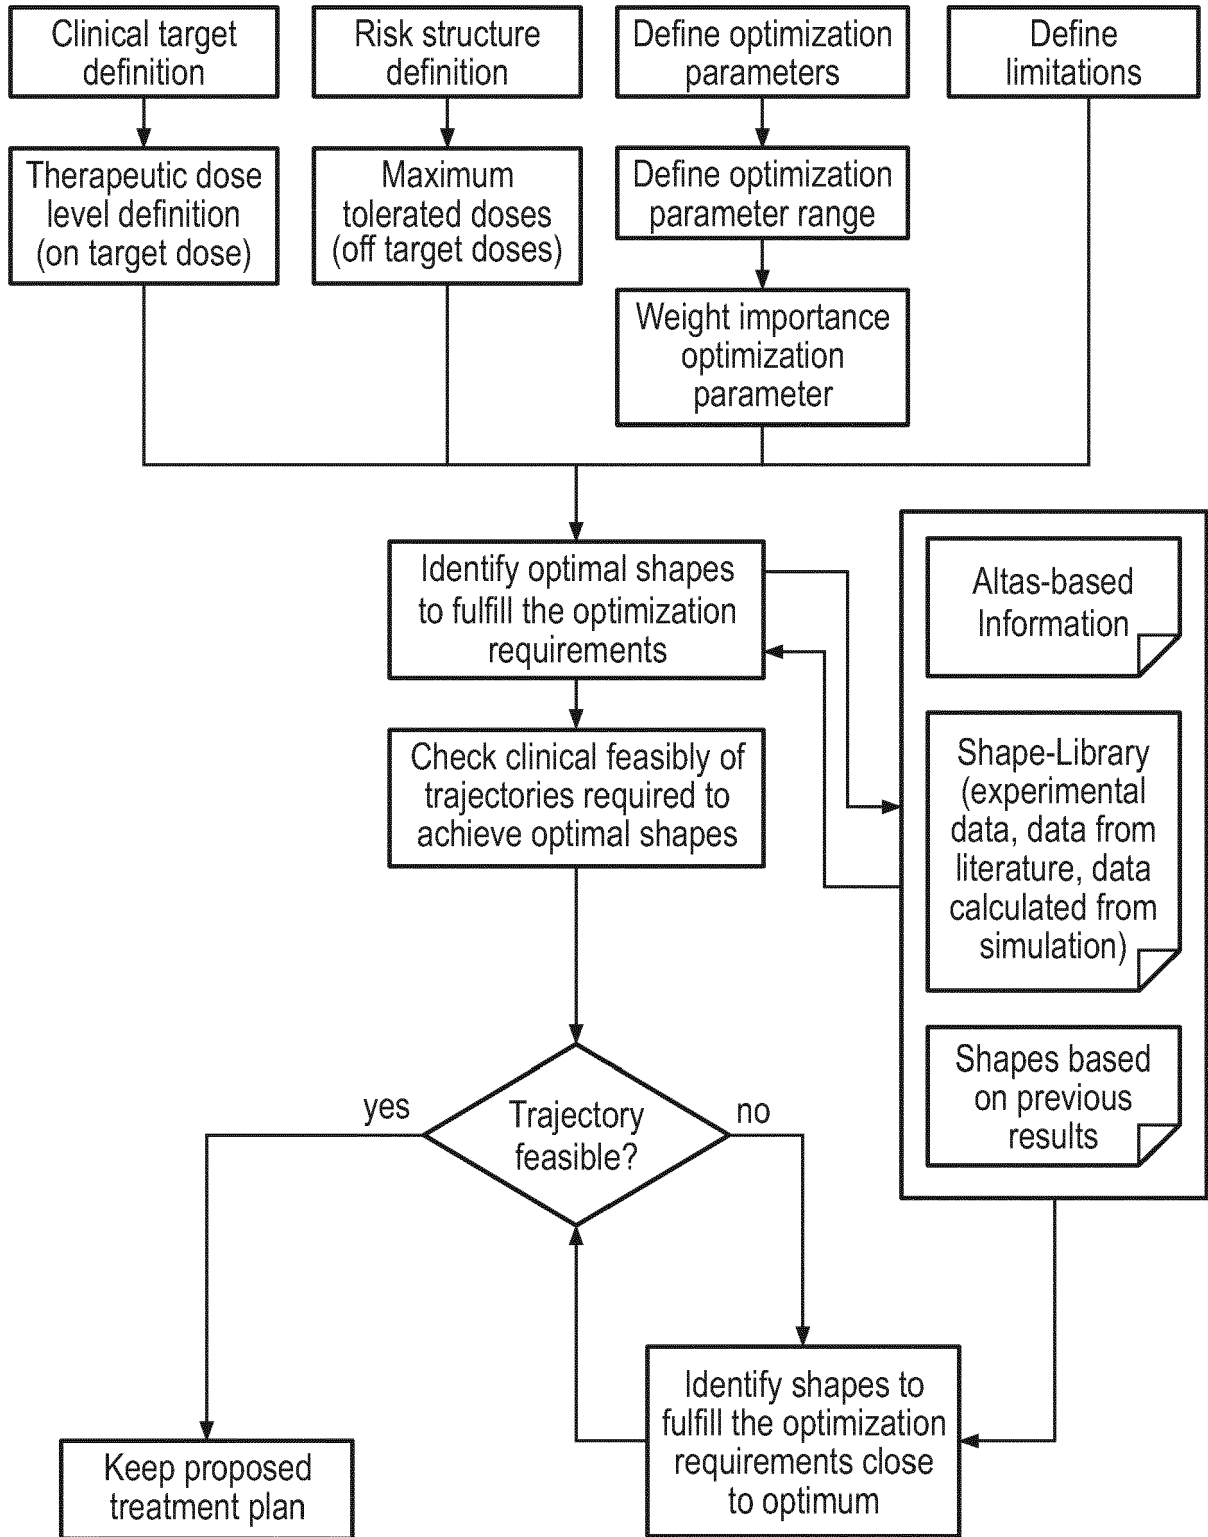 Clinical target
definition
Risk structure
definition
Define optimization
parameters
Define
limitations
Therapeutic dose
level definition
(on target dose)
Maximum
tolerated doses
(off target doses)
Define optimization
parameter range
Weight importance
optimization
parameter
Identify optimal shapes
to fulfill the optimization
requirements
Altas-based
Information
Check clinical feasibly of
trajectories required to
achieve optimal shapes
Shape-Library
(experimental
data, data from
literature, data
calculated from
simulation)
Shapes based
on previous
results
yes
Trajectory
feasible?
no
Identify shapes to
fulfill the optimization
requirements close
to optimum
Keep proposed
treatment plan